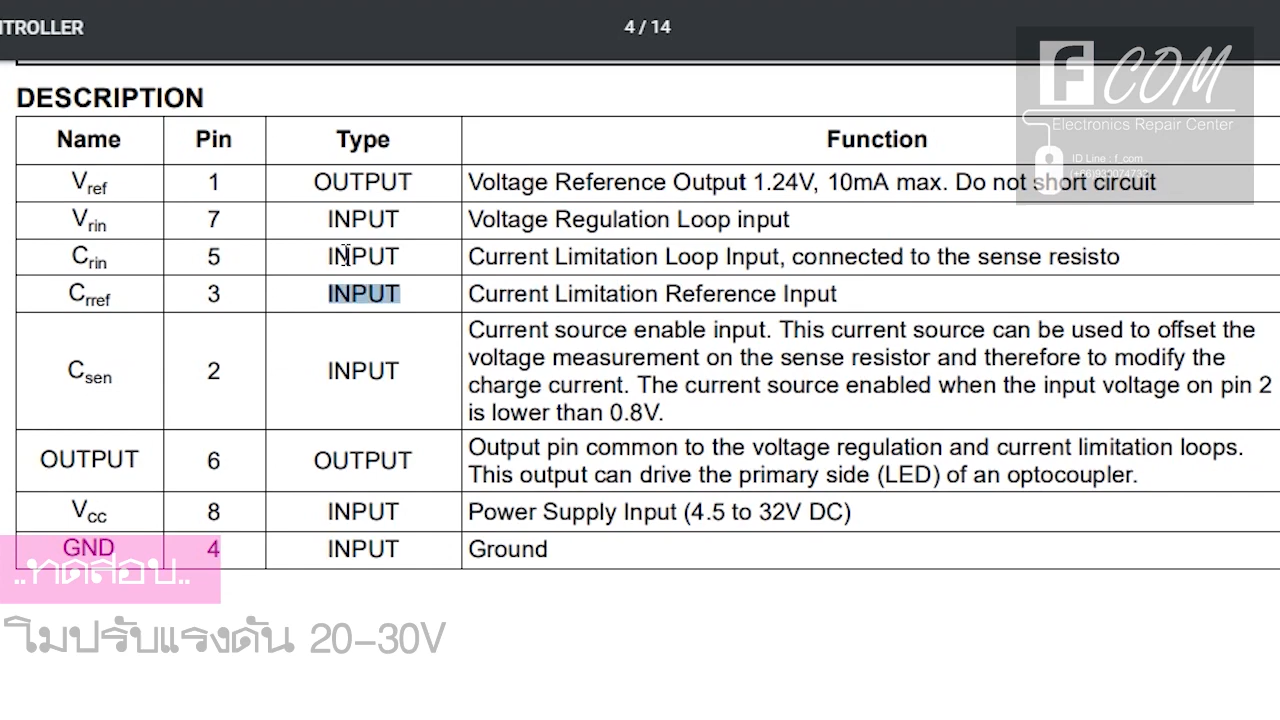 NTROLLER
4 / 14
F COM
Electronics Repair Center
ID Line : f_com
DESCRIPTION
Name Pin Type Function
Vref 1 OUTPUT Voltage Reference Output 1.24V, 10mA max. Do not short circuit
Vrin 7 INPUT Voltage Regulation Loop input
Crin 5 INPUT Current Limitation Loop Input, connected to the sense resisto
Crref 3 INPUT Current Limitation Reference Input
Csen 2 INPUT Current source enable input. This current source can be used to offset the
voltage measurement on the sense resistor and therefore to modify the
charge current. The current source enabled when the input voltage on pin 2
is lower than 0.8V.
OUTPUT 6 OUTPUT Output pin common to the voltage regulation and current limitation loops.
This output can drive the primary side (LED) of an optocoupler.
Vcc 8 INPUT Power Supply Input (4.5 to 32V DC)
GND 4 INPUT Ground
..ทดสอบ..
โมปรับแรงดัน 20-30V